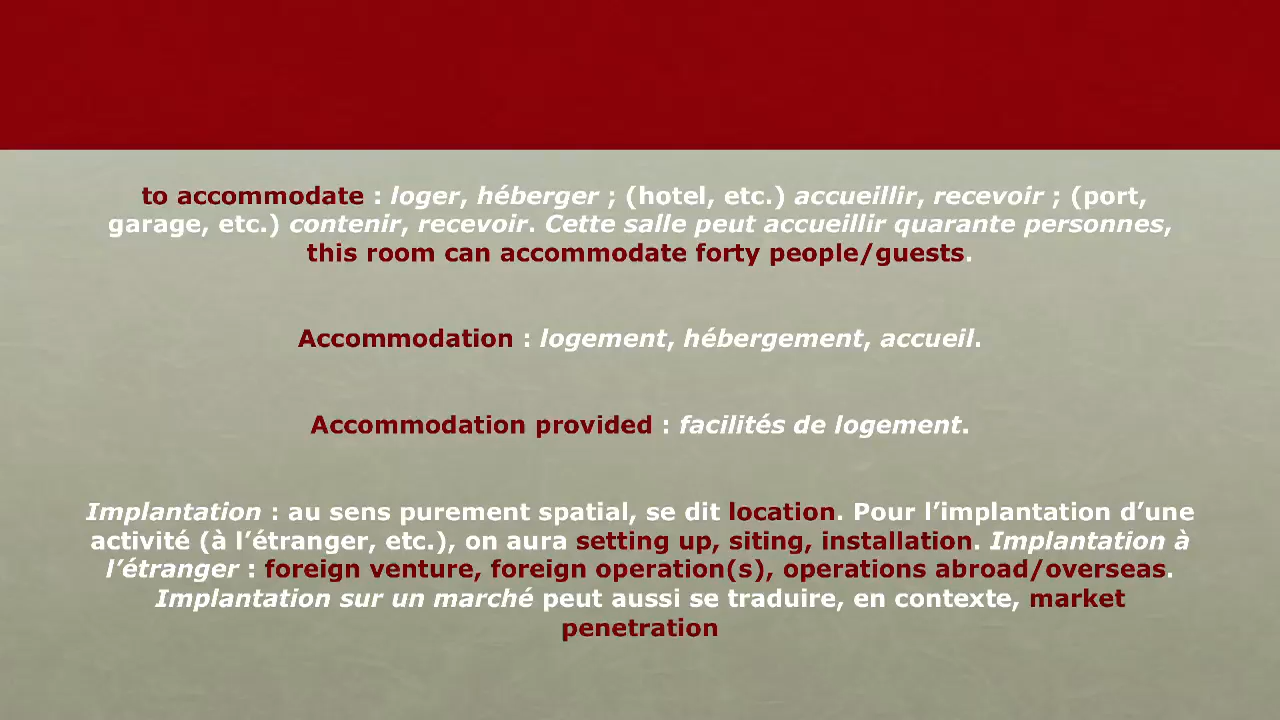 to accommodate : loger, héberger ; (hotel, etc.) accueillir, recevoir ; (port,
garage, etc.) contenir, recevoir. Cette salle peut accueillir quarante personnes,
this room can accommodate forty people/guests.
Accommodation : logement, hébergement, accueil.
Accommodation provided : facilités de logement.
Implantation : au sens purement spatial, se dit location. Pour l’implantation d’une
activité (à l’étranger, etc.), on aura setting up, siting, installation. Implantation à
l’étranger : foreign venture, foreign operation(s), operations abroad/overseas.
Implantation sur un marché peut aussi se traduire, en contexte, market
penetration